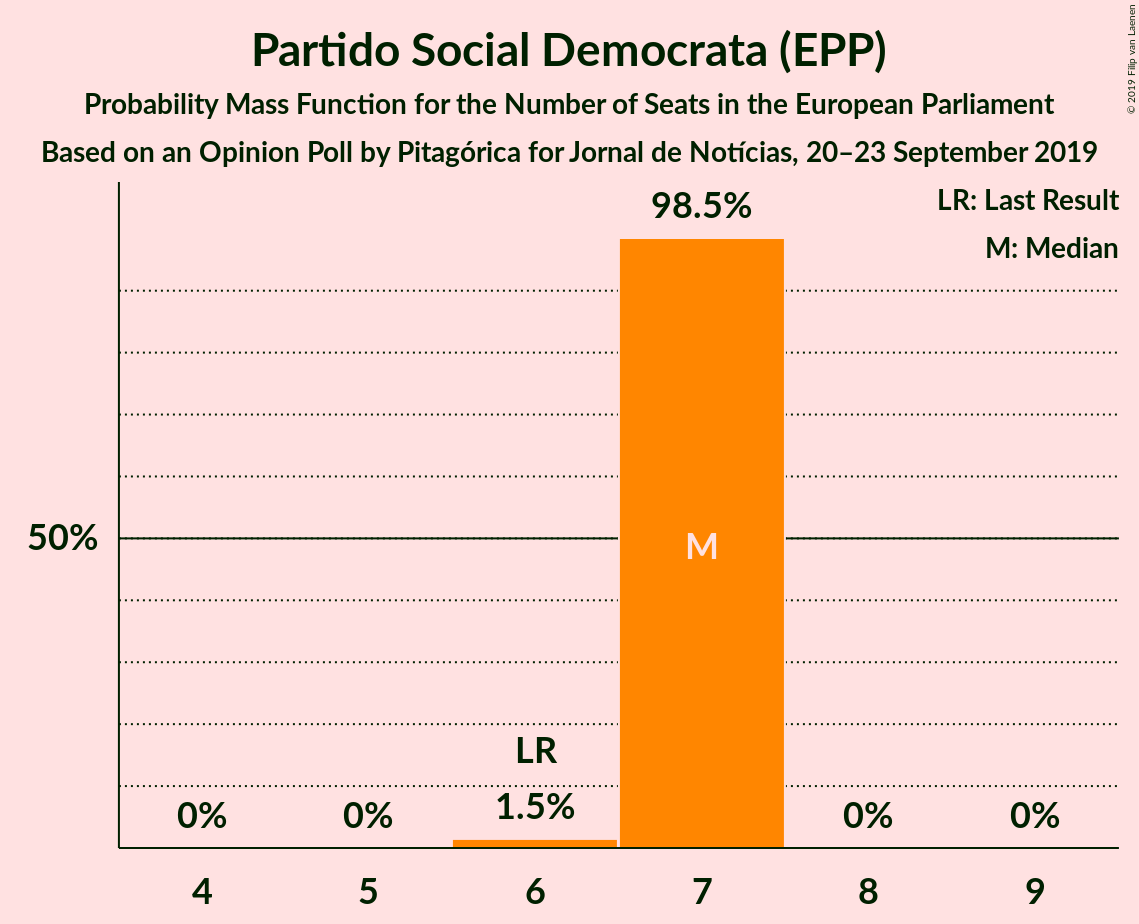 Partido Social Democrata (EPP)
Probability Mass Function for the Number of Seats in the European Parliament
Based on an Opinion Poll by Pitagórica for Jornal de Notícias, 20–23 September 2019
© 2019 Filip van Laenen
LR: Last Result
M: Median
98.5%
50%
M
LR
0%
0%
1.5%
0%
0%
4
5
6
7
8
9